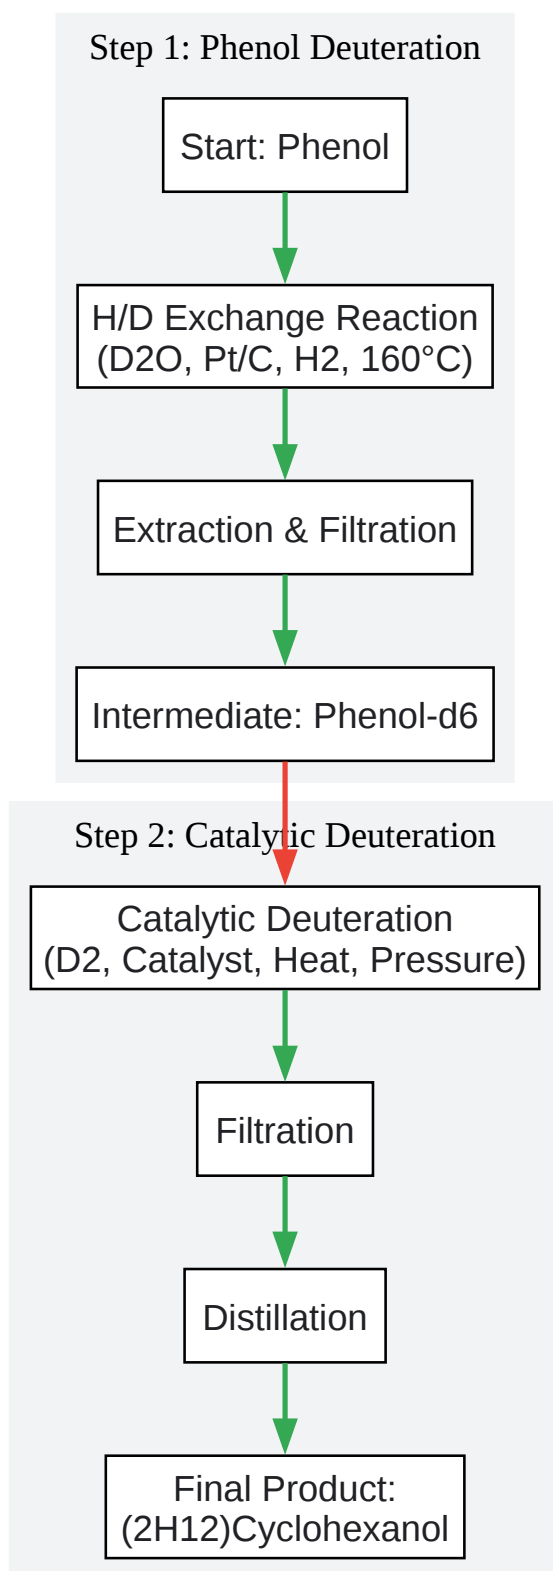 Step 1: Phenol Deuteration
Start: Phenol
H/D Exchange Reaction
(D2O, Pt/C, H2, 160°C)
Extraction & Filtration
Intermediate: Phenol-d6
Step 2: Catalytic Deuteration
Catalytic Deuteration
(D2, Catalyst, Heat, Pressure)
Filtration
Distillation
Final Product:
(2H12)Cyclohexanol